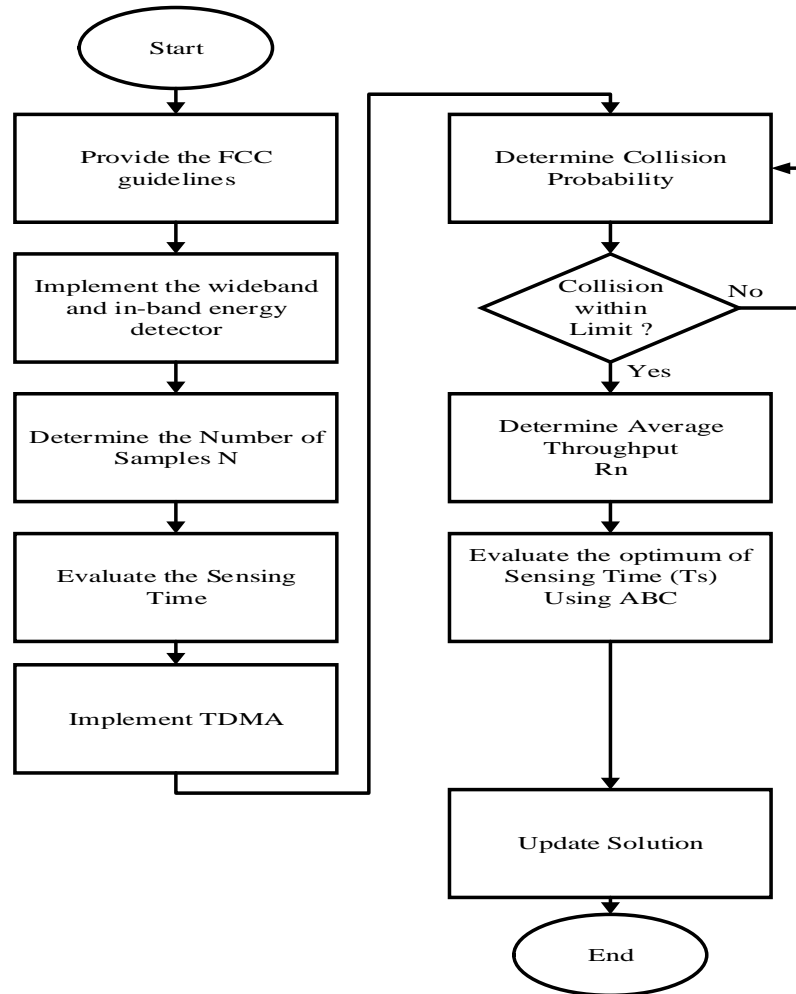 Start
Provide the FCC
guidelines
Implement the wideband
and in-band energy
detector
Determine the Number of
Samples N
Evaluate the Sensing
Time
Implement TDMA
Determine Collision
Probability
Collision
within
Limit ?
No
Yes
Determine Average
Throughput
Rn
Evaluate the optimum of
Sensing Time (Ts)
Using ABC
Update Solution
End